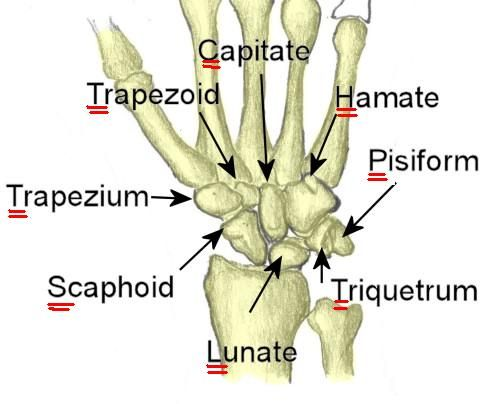 Capitate
Trapezoid
Hamate
Pisiform
Trapezium
Scaphoid
Triquetrum
Lunate